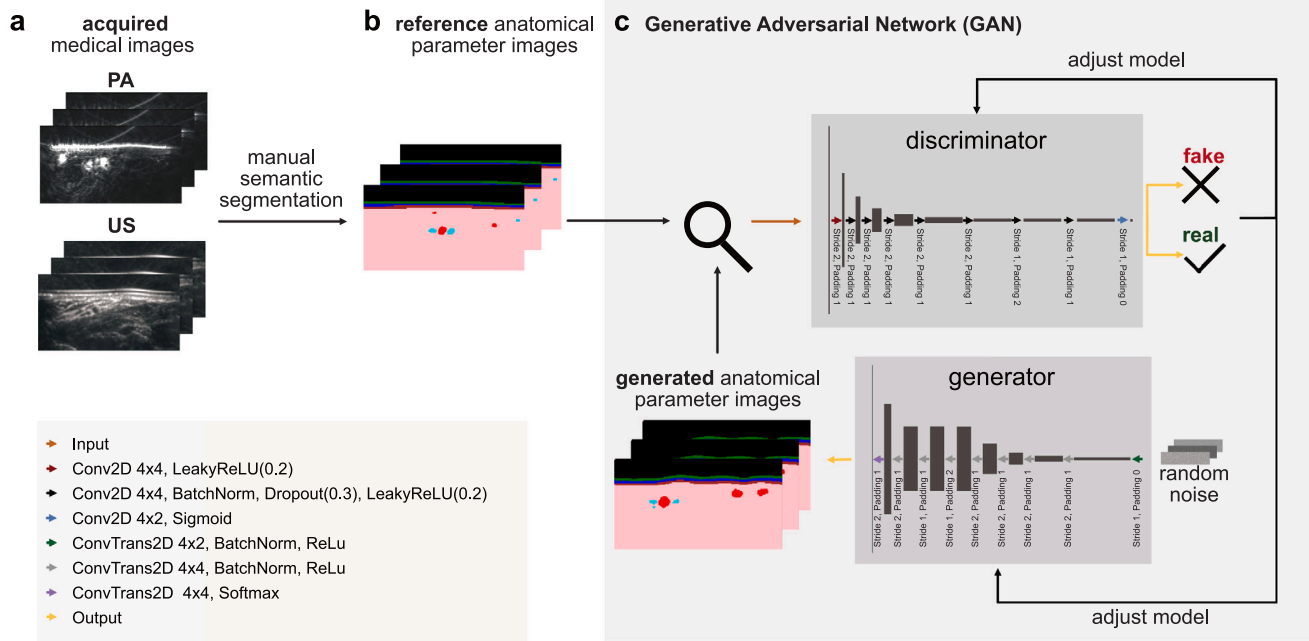 a
acquired
medical images
PA
US
manual
semantic
segmentation
b
reference anatomical
parameter images
c
Generative Adversarial Network (GAN)
adjust model
discriminator
Stride 2, Padding 1
Stride 2, Padding 1
Stride 2, Padding 1
Stride 2, Padding 1
Stride 2, Padding 1
Stride 2, Padding 1
Stride 1, Padding 2
Stride 1, Padding 1
Stride 1, Padding 0
fake
real
generated anatomical
parameter images
generator
Stride 2, Padding 1
Stride 2, Padding 1
Stride 1, Padding 1
Stride 1, Padding 2
Stride 2, Padding 1
Stride 2, Padding 1
Stride 2, Padding 1
Stride 2, Padding 1
Stride 1, Padding 0
random
noise
adjust model
Input
Conv2D 4x4, LeakyReLU(0.2)
Conv2D 4x4, BatchNorm, Dropout(0.3), LeakyReLU(0.2)
Conv2D 4x2, Sigmoid
ConvTrans2D 4x2, BatchNorm, ReLu
ConvTrans2D 4x4, BatchNorm, ReLu
ConvTrans2D 4x4, Softmax
Output